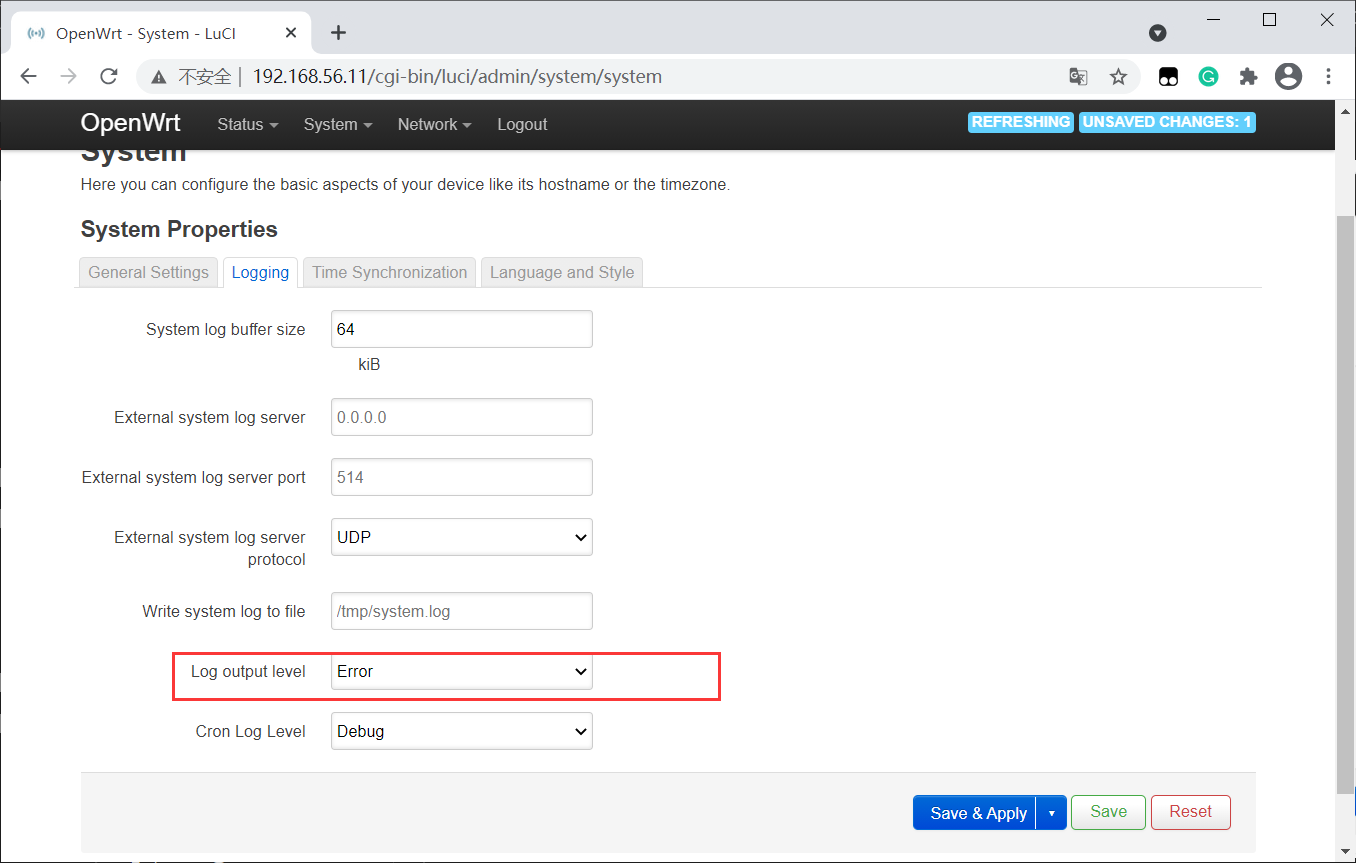 OpenWrt - System - LuCI
不安全 | 192.168.56.11/cgi-bin/luci/admin/system/system
OpenWrt Status System Network Logout REFRESHING UNSAVED CHANGES: 1
System
Here you can configure the basic aspects of your device like its hostname or the timezone.
System Properties
General Settings Logging Time Synchronization Language and Style
System log buffer size 64
kiB
External system log server 0.0.0.0
External system log server port 514
External system log server UDP
protocol
Write system log to file /tmp/system.log
Log output level Error
Cron Log Level Debug
Save & Apply Save Reset